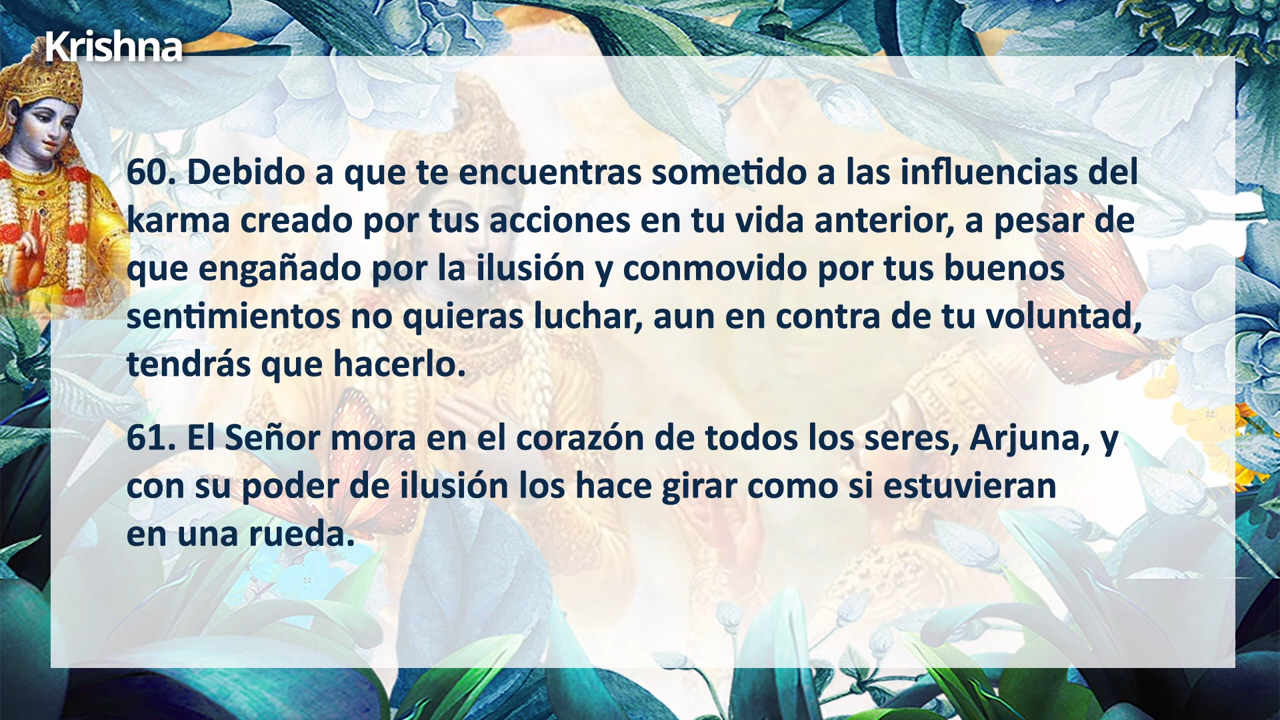 Krishna
60. Debido a que te encuentras sometido a las influencias del
karma creado por tus acciones en tu vida anterior, a pesar de
que engañado por la ilusión y conmovido por tus buenos
sentimientos no quieras luchar, aun en contra de tu voluntad,
tendrás que hacerlo.
61. El Señor mora en el corazón de todos los seres, Arjuna, y
con su poder de ilusión los hace girar como si estuvieran
en una rueda.